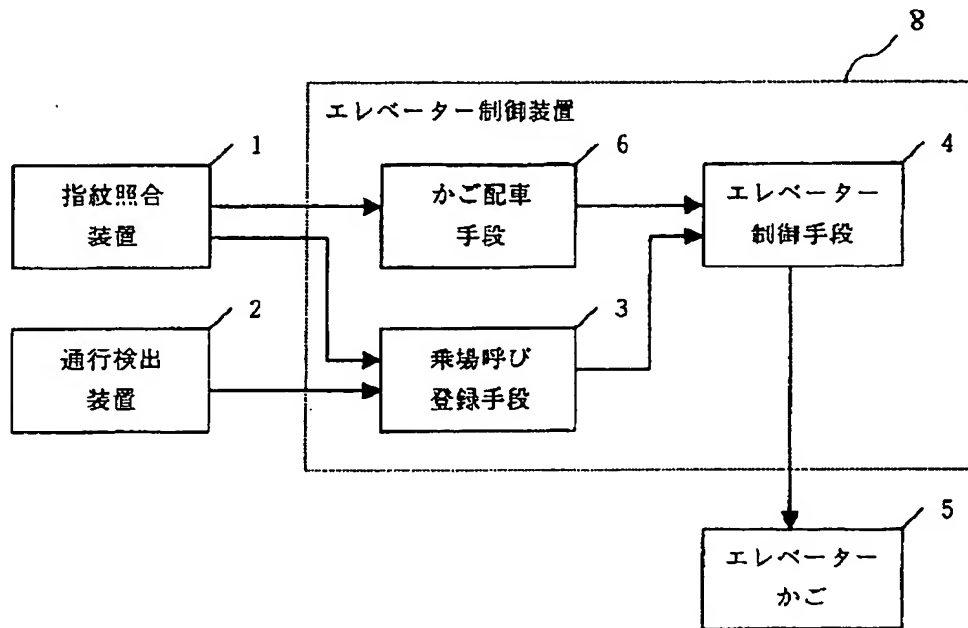 8
エレベーター制御装置
1
指紋照合
装置
6
かご配車
手段
4
エレベーター
制御手段
2
通行検出
装置
3
乗場呼び
登録手段
5
エレベーター
かご